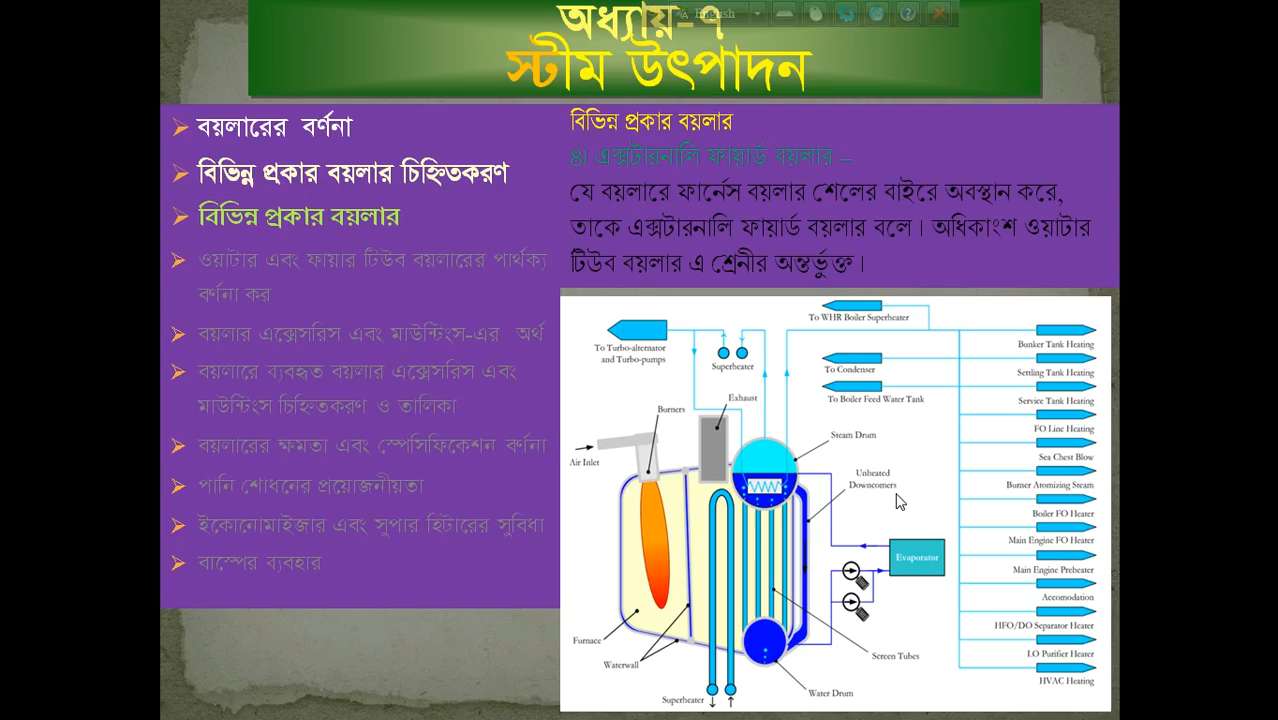 অধ্যায়-৭
English
স্টীম উৎপাদন
বয়লারের বর্ণনা
বিভিন্ন প্রকার বয়লার চিহ্নিতকরণ
বিভিন্ন প্রকার বয়লার
ওয়াটার এবং ফায়ার টিউব বয়লারের পার্থক্য
বর্ণনা কর
বয়লার এক্সেসরিস এবং মাউন্টিংস-এর অর্থ
বয়লারে ব্যবহৃত বয়লার এক্সেসরিস এবং
মাউন্টিংস চিহ্নিতকরণ ও তালিকা
বয়লারের ক্ষমতা এবং স্পেসিফিকেশন বর্ণনা
পানি শোধনের প্রয়োজনীয়তা
ইকোনোমাইজার এবং সুপার হিটারের সুবিধা
বাস্পের ব্যবহার
বিভিন্ন প্রকার বয়লার
৪। এক্সটারনালি ফায়ার্ড বয়লার –
যে বয়লারে ফার্নেস বয়লার শেলের বাইরে অবস্থান করে,
তাকে এক্সটারনালি ফায়ার্ড বয়লার বলে। অধিকাংশ ওয়াটার
টিউব বয়লার এ শ্রেনীর অন্তর্ভুক্ত।
To WHR Boiler Superheater
To Turbo-alternator
and Turbo-pumps
Superheater
To Condenser
To Boiler Feed Water Tank
Exhaust
Burners
Air Inlet
Steam Drum
Unheated
Downcomers
Evaporator
Furnace
Waterwall
Superheater
Screen Tubes
Water Drum
Bunker Tank Heating
Settling Tank Heating
Service Tank Heating
FO Line Heating
Sea Chest Blow
Burner Atomizing Steam
Boiler FO Heater
Main Engine FO Heater
Main Engine Preheater
Accomodation
HFO/DO Separator Heater
LO Purifier Heater
HVAC Heating